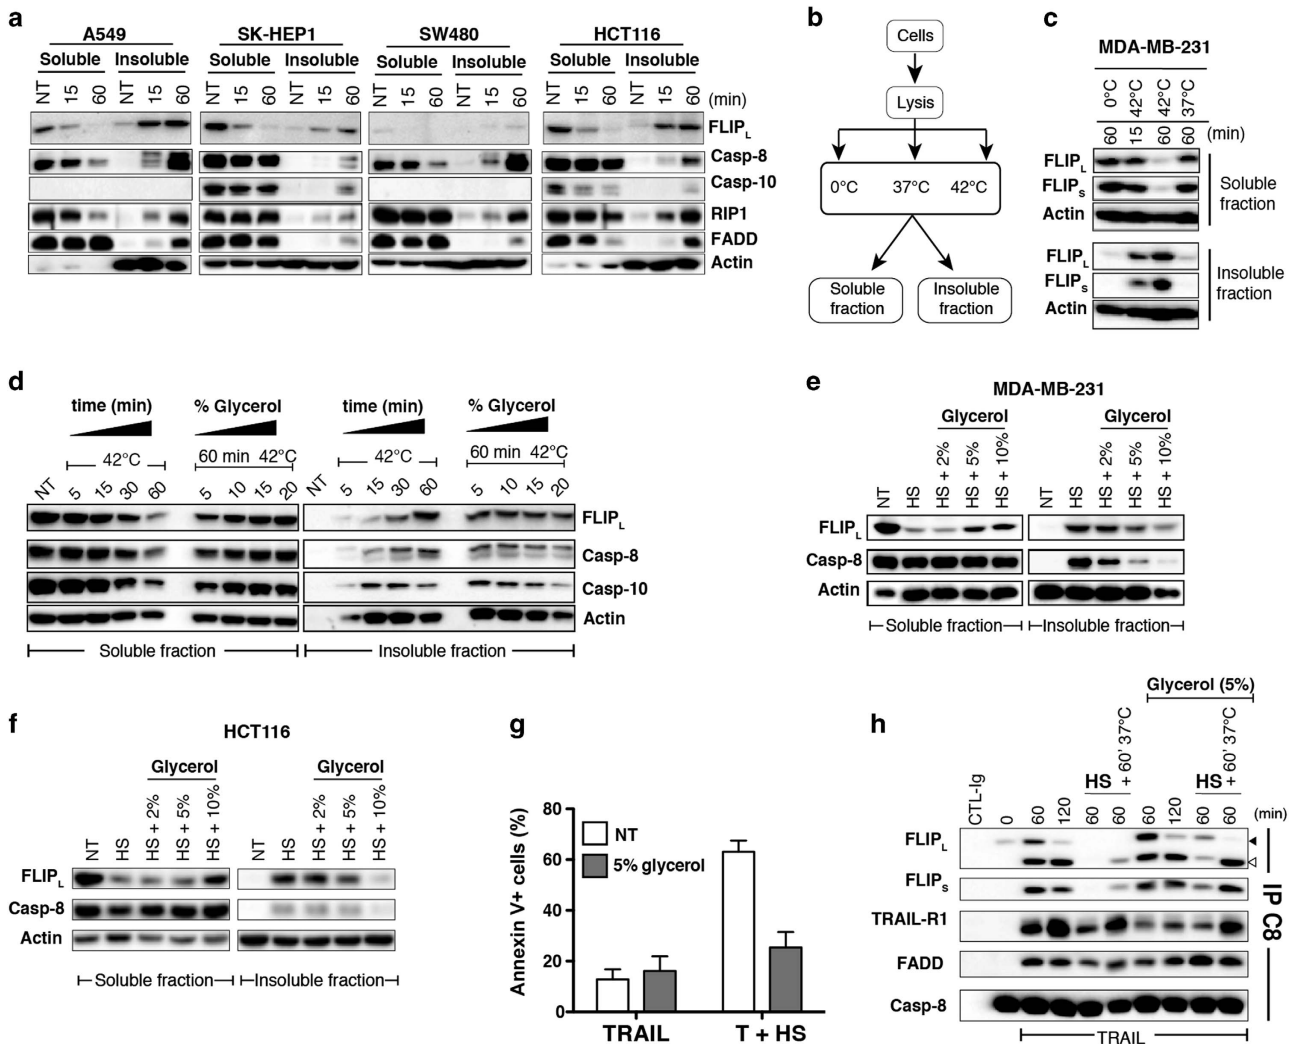 a
A549 SK-HEP1 SW480 HCT116
Soluble Insoluble Soluble Insoluble Soluble Insoluble Soluble Insoluble
NT 15 60 NT 15 60 NT 15 60 NT 15 60 NT 15 60 NT 15 60 NT 15 60 NT 15 60 (min)
FLIPL
Casp-8
Casp-10
RIP1
FADD
Actin
b
Cells
Lysis
0°C 37°C 42°C
Soluble fraction
Insoluble fraction
c
MDA-MB-231
0°C 42°C 42°C 37°C
60 15 60 60 (min)
FLIPL
FLIPS
Actin
Soluble fraction
FLIPL
FLIPS
Actin
Insoluble fraction
d
time (min) % Glycerol time (min) % Glycerol
42°C 60 min 42°C 42°C 60 min 42°C
NT 5 15 30 60 5 10 15 20 NT 5 15 30 60 5 10 15 20
FLIPL
Casp-8
Casp-10
Actin
Soluble fraction Insoluble fraction
e
MDA-MB-231
Glycerol Glycerol
NT HS HS + 2% HS + 5% HS + 10% NT HS HS + 2% HS + 5% HS + 10%
FLIPL
Casp-8
Actin
Soluble fraction Insoluble fraction
f
HCT116
Glycerol Glycerol
NT HS HS + 2% HS + 5% HS + 10% NT HS HS + 2% HS + 5% HS + 10%
FLIPL
Casp-8
Actin
Soluble fraction Insoluble fraction
g
Annexin V+ cells (%)
80
60
40
20
0
NT
5% glycerol
TRAIL T + HS
h
Glycerol (5%)
HS + 60' 37°C HS + 60' 37°C
CTL-Ig 0 60 120 60 60 60 120 60 60 (min)
FLIPL
FLIPS
TRAIL-R1
FADD
Casp-8
IP C8
TRAIL